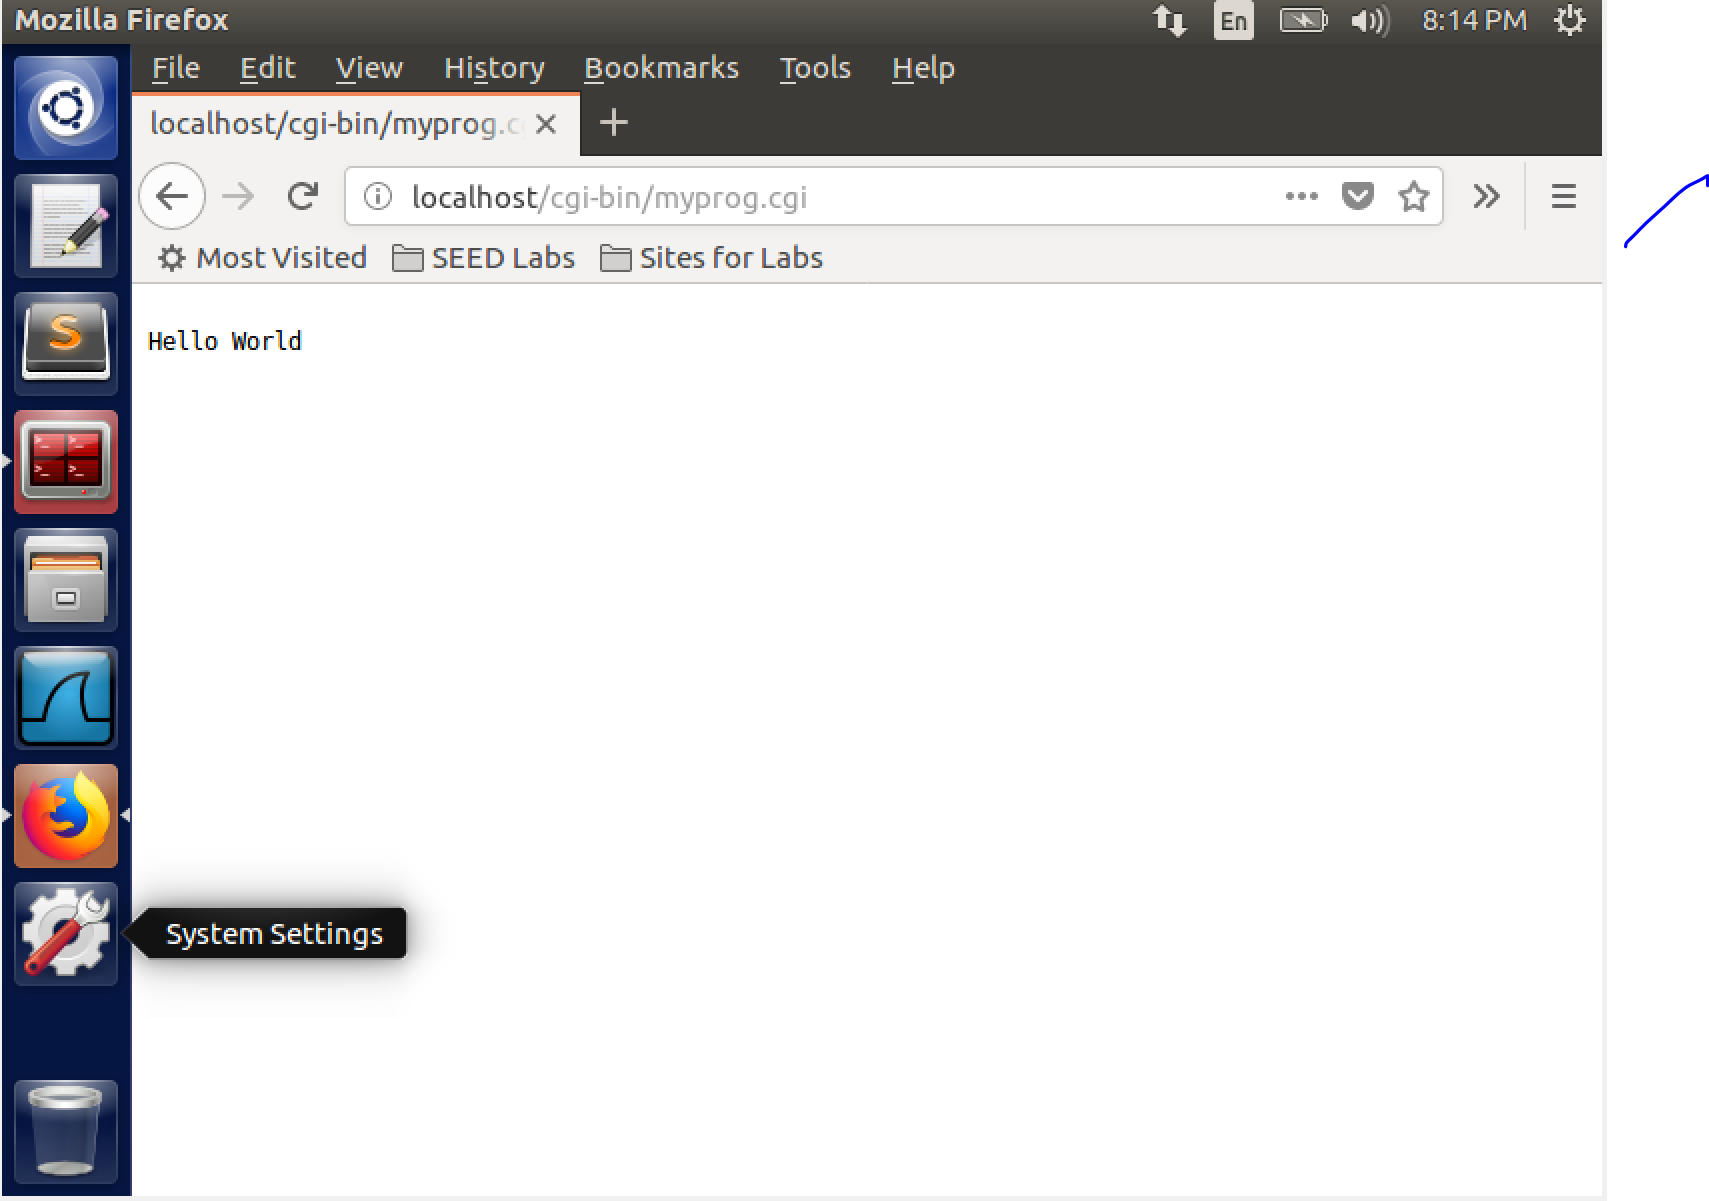 Mozilla Firefox En 8:14 PM
File Edit View History Bookmarks Tools Help
localhost/cgi-bin/myprog.c
localhost/cgi-bin/myprog.cgi
Most Visited SEED Labs Sites for Labs
Hello World
System Settings